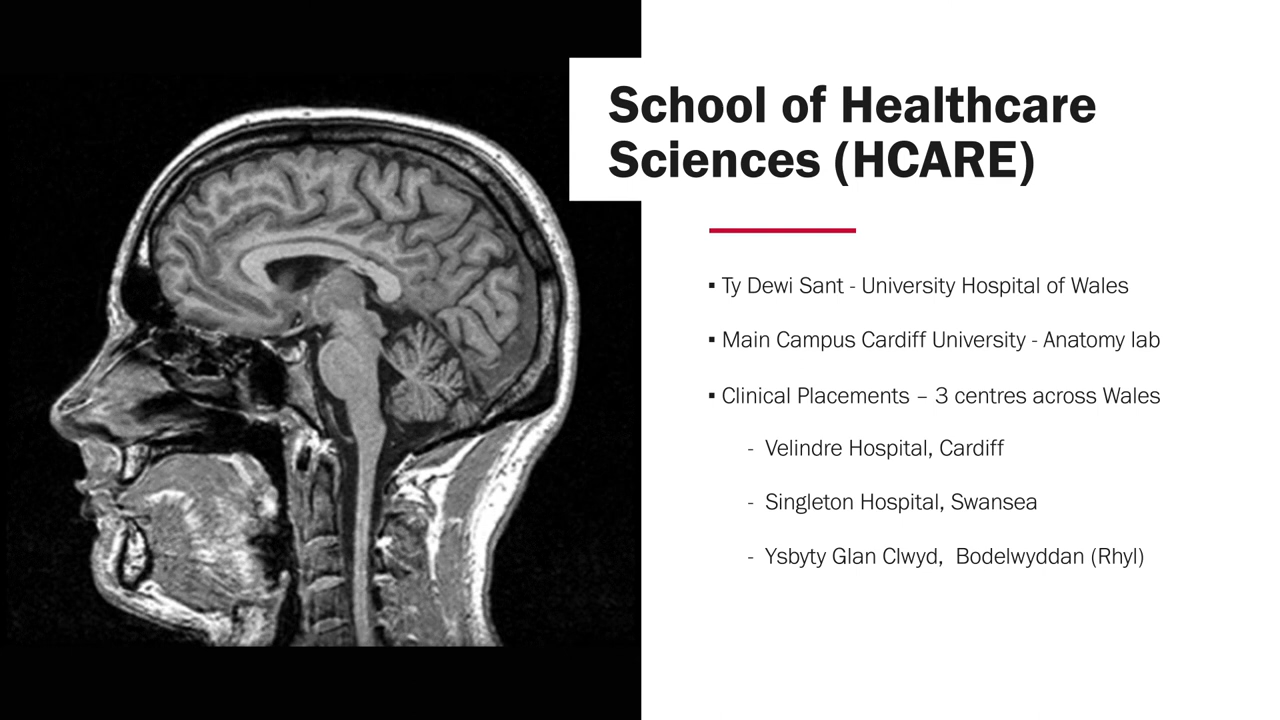 School of Healthcare
Sciences (HCARE)
▪ Ty Dewi Sant - University Hospital of Wales
▪ Main Campus Cardiff University - Anatomy lab
▪ Clinical Placements – 3 centres across Wales
- Velindre Hospital, Cardiff
- Singleton Hospital, Swansea
- Ysbyty Glan Clwyd,  Bodelwyddan (Rhyl)